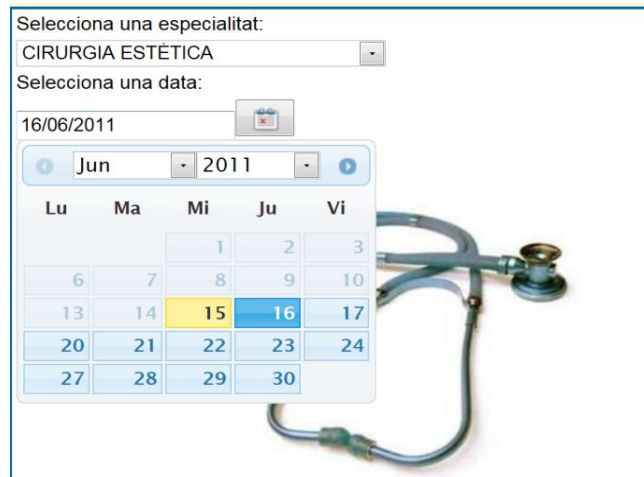 Selecciona una especialitat:
CIRURGIA ESTÈTICA
Selecciona una data:
16/06/2011
Jun 2011
Lu Ma Mi Ju Vi
1 2 3
6 7 8 9 10
13 14 15 16 17
20 21 22 23 24
27 28 29 30